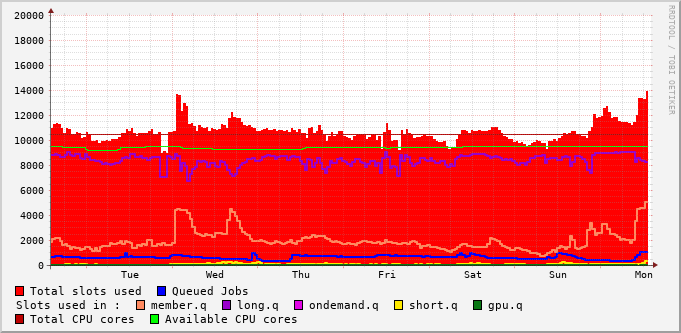 RRDTOOL / TOBI OETIKER
20000
18000
16000
14000
12000
10000
8000
6000
4000
2000
0
Tue Wed Thu Fri Sat Sun Mon
Total slots used Queued Jobs
Slots used in : member.q long.q ondemand.q short.q gpu.q
Total CPU cores Available CPU cores